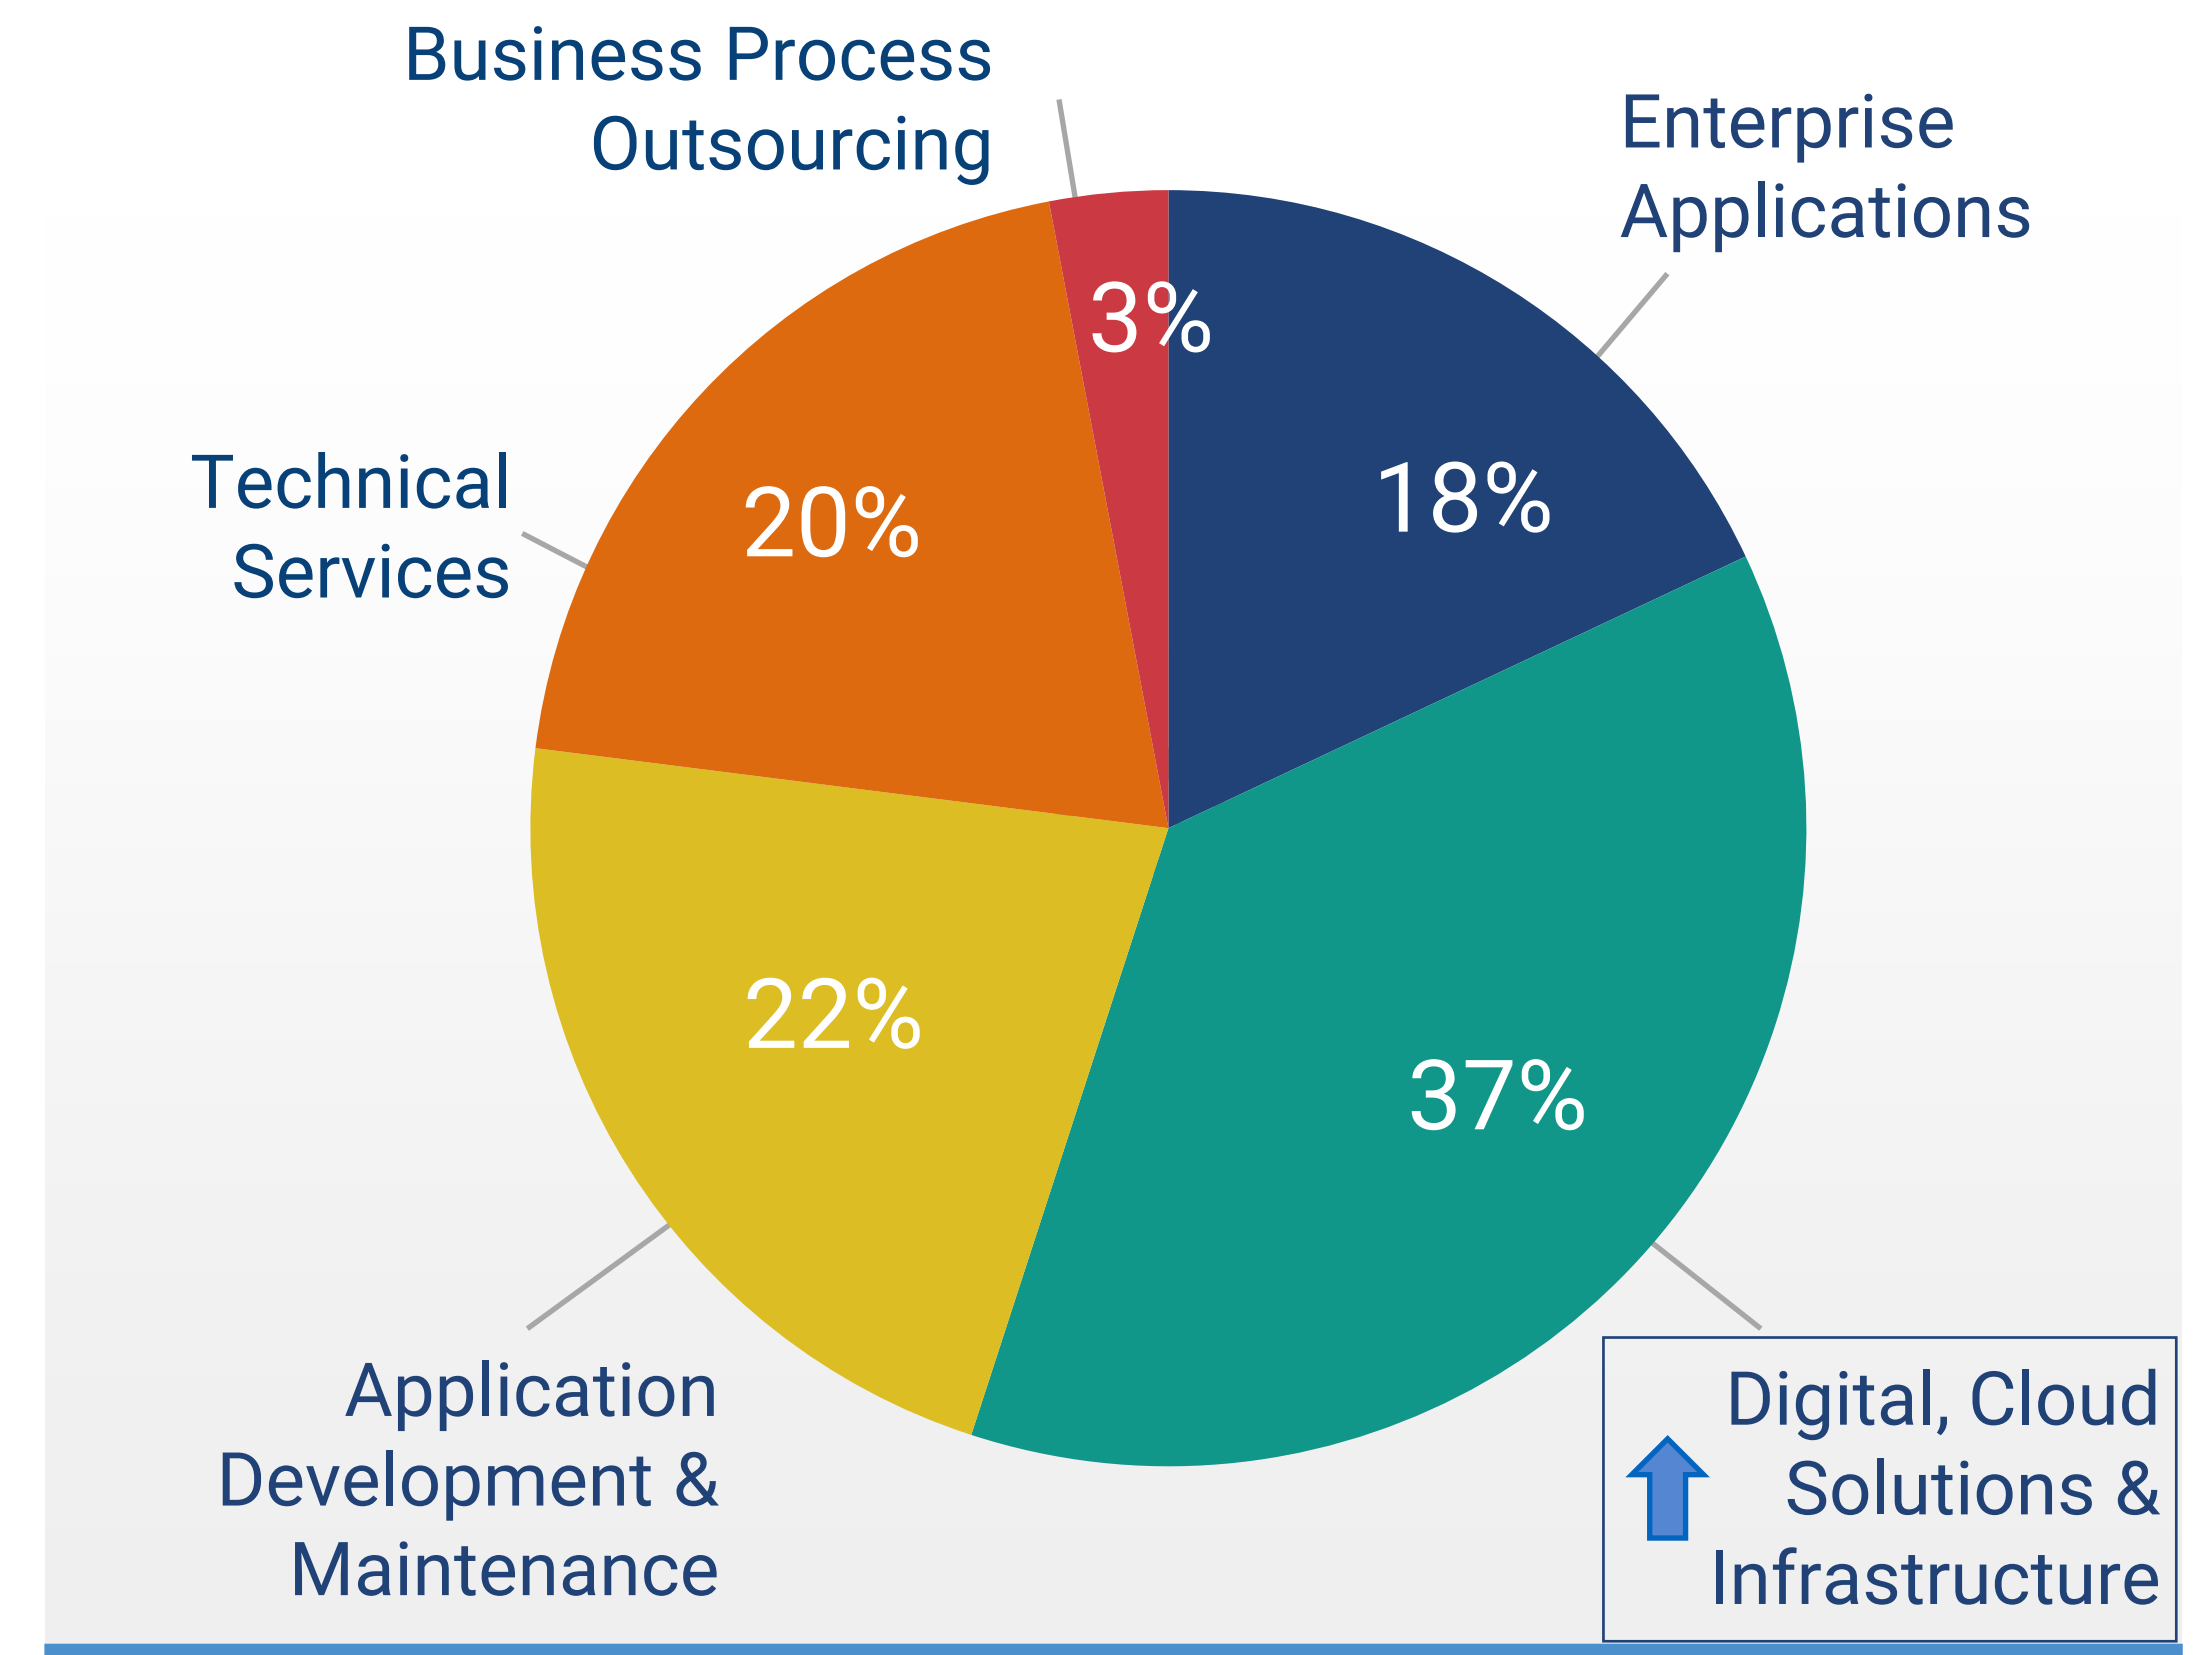 Business Process
Outsourcing
Enterprise
Applications
3%
18%
Technical
Services
20%
22%
37%
Application
Development &
Maintenance
Digital, Cloud
Solutions &
Infrastructure